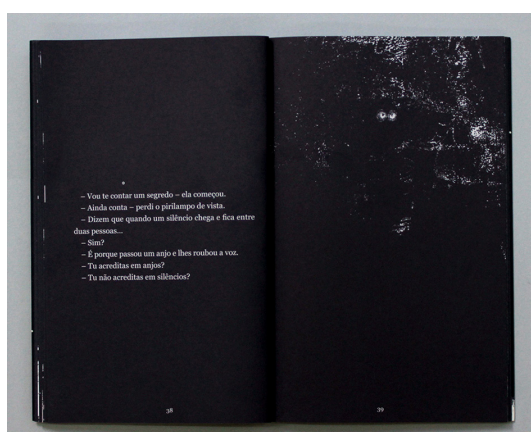 – Vou te contar um segredo – ela começou.
– Ainda conta – perdi o pirilampo de vista.
– Dizem que quando um silêncio chega e fica entre
duas pessoas...
– Sim?
– É porque passou um anjo e lhes roubou a voz.
– Tu acreditas em anjos?
– Tu não acreditas em silêncios?
38
39